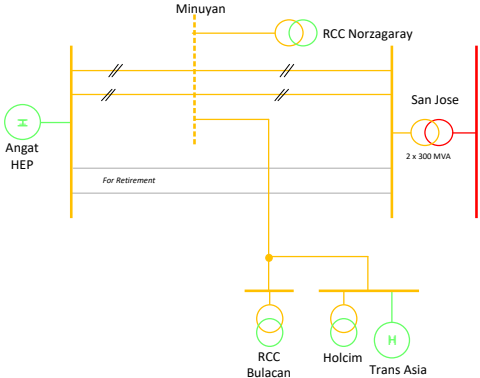 Minuyan
RCC Norzagaray
San Jose
2 x 300 MVA
H
Angat
HEP
For Retirement
H
RCC
Bulacan
Holcim
Trans Asia